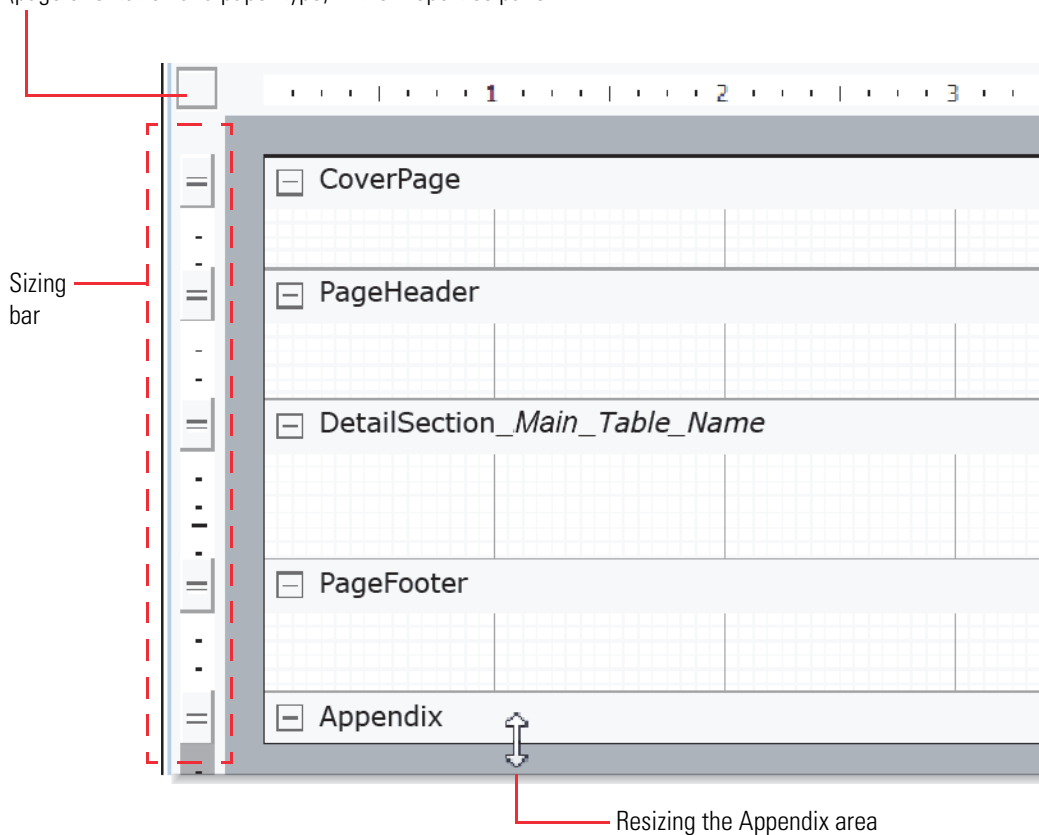 1 2 3
CoverPage
Sizing
bar
PageHeader
DetailSection_Main_Table_Name
PageFooter
Appendix
Resizing the Appendix area